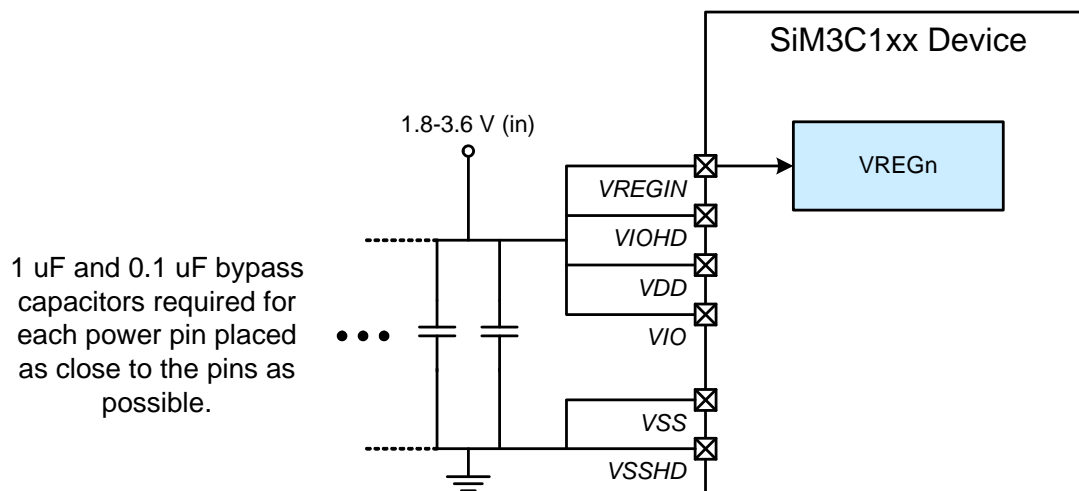 SiM3C1xx Device
1.8-3.6 V (in)
VREGn
VREGIN
VIOHD
VDD
VIO
1 uF and 0.1 uF bypass
capacitors required for
each power pin placed
as close to the pins as
possible.
VSS
VSSHD